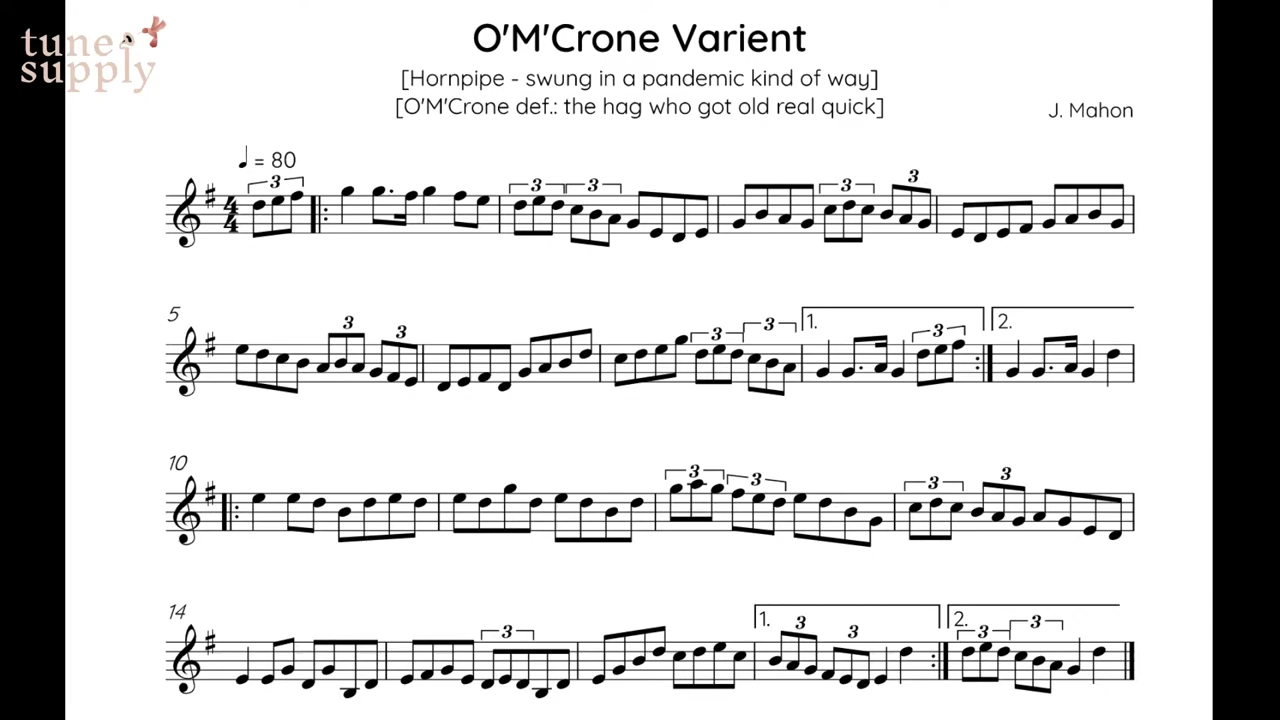 tune
supply
O'M'Crone Varient
[Hornpipe - swung in a pandemic kind of way]
[O'M'Crone def.: the hag who got old real quick]
J. Mahon
= 80
3
4
4
3 3 3 3
5
3 3 3 3
1.
3
2.
10
3 3 3 3
14
3
1.
3 3
2.
3 3